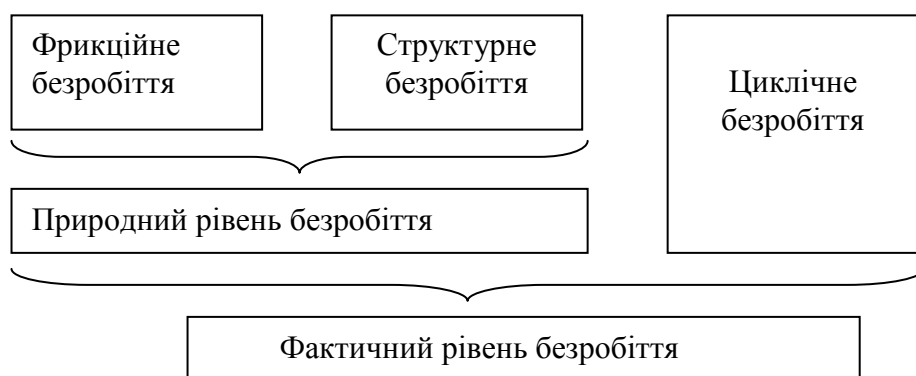 Фрикційне
безробіття
Структурне
безробіття
Циклічне
безробіття
Природний рівень безробіття
Фактичний рівень безробіття